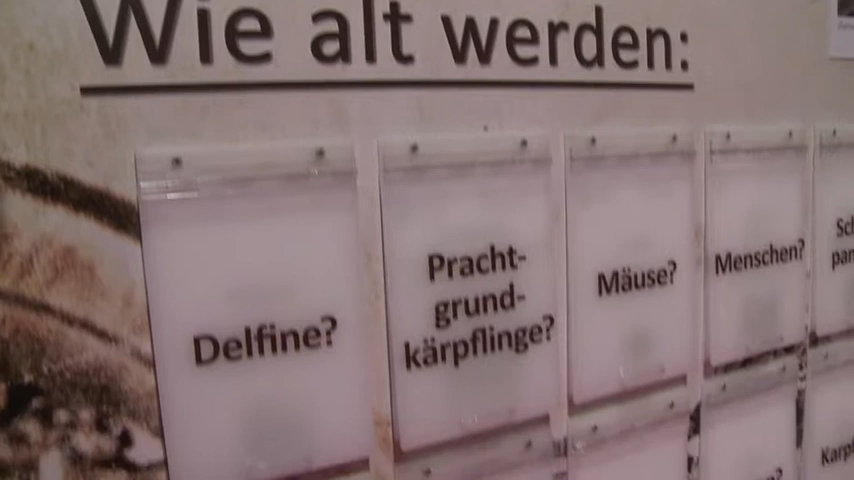 Wie alt werden:
Delfine?
Pracht-
grund-
kärpflinge?
Mäuse?
Menschen?